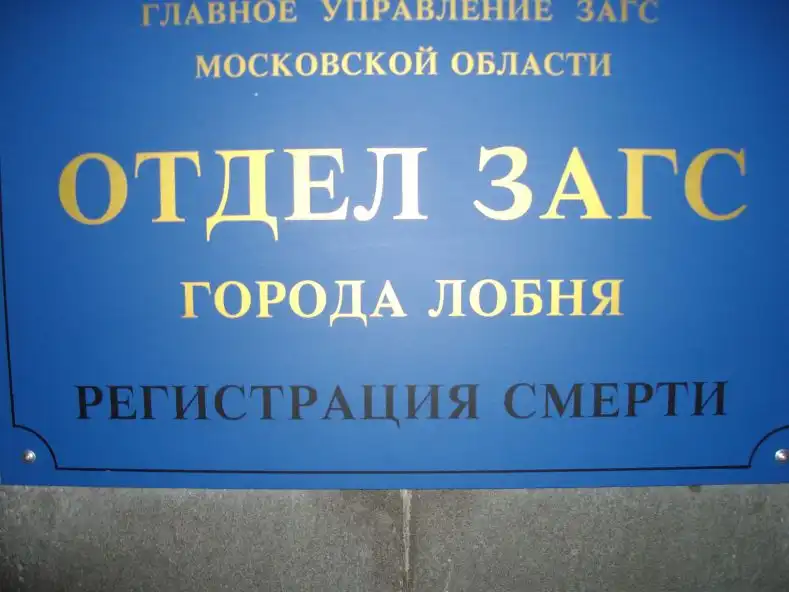 ГЛАВНОЕ УПРАВЛЕНИЕ ЗАГС
МОСКОВСКОЙ ОБЛАСТИ
ОТДЕЛ ЗАГС
ГОРОДА ЛОБНЯ
РЕГИСТРАЦИЯ СМЕРТИ